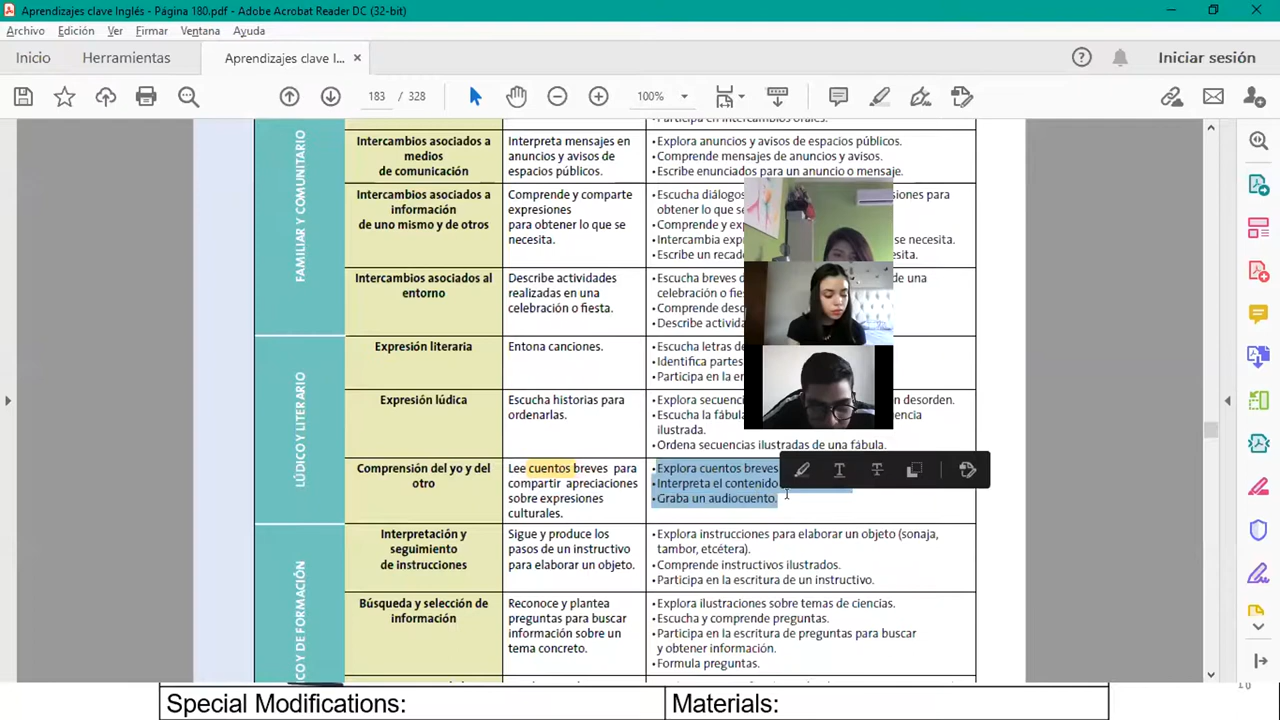 Aprendizajes clave Inglés - Página 180.pdf - Adobe Acrobat Reader DC (32-bit)
Archivo Edición Ver Firmar Ventana Ayuda
Inicio Herramientas Aprendizajes clave I... × Iniciar sesión
183 / 328 100%
Participa en intercambios orales.
FAMILIAR Y COMUNITARIO
Intercambios asociados a
medios
de comunicación
Interpreta mensajes en
anuncios y avisos de
espacios públicos.
•Explora anuncios y avisos de espacios públicos.
•Comprende mensajes de anuncios y avisos.
•Escribe enunciados para un anuncio o mensaje.
Intercambios asociados a
información
de uno mismo y de otros
Comprende y comparte
expresiones
para obtener lo que se
necesita.
•Escucha diálogos siones para
obtener lo que se
•Comprende y
•Intercambia se necesita.
•Escribe un
Intercambios asociados al
entorno
Describe actividades
realizadas en una
celebración o fiesta.
•Escucha breves de una
celebración o
•Comprende
•Describe
LÚDICO Y LITERARIO
Expresión literaria
Entona canciones.
•Escucha letras
•Identifica partes
•Participa en la
Expresión lúdica
Escucha historias para
ordenarlas.
•Explora n desorden.
•Escucha la
ilustrada.
•Ordena secuencias ilustradas de una fábula.
Comprensión del yo y del
otro
Lee cuentos breves para
compartir apreciaciones
sobre expresiones
culturales.
•Explora cuentos breves
•Interpreta el contenido
•Graba un audiocuento.
CO Y DE FORMACIÓN
Interpretación y
seguimiento
de instrucciones
Sigue y produce los
pasos de un instructivo
para elaborar un objeto.
•Explora instrucciones para elaborar un objeto (sonaja,
tambor, etcétera).
•Comprende instructivos ilustrados.
•Participa en la escritura de un instructivo.
Búsqueda y selección de
información
Reconoce y plantea
preguntas para buscar
información sobre un
tema concreto.
•Explora ilustraciones sobre temas de ciencias.
•Escucha y comprende preguntas.
•Participa en la escritura de preguntas para buscar
y obtener información.
•Formula preguntas.
Special Modifications: Materials: